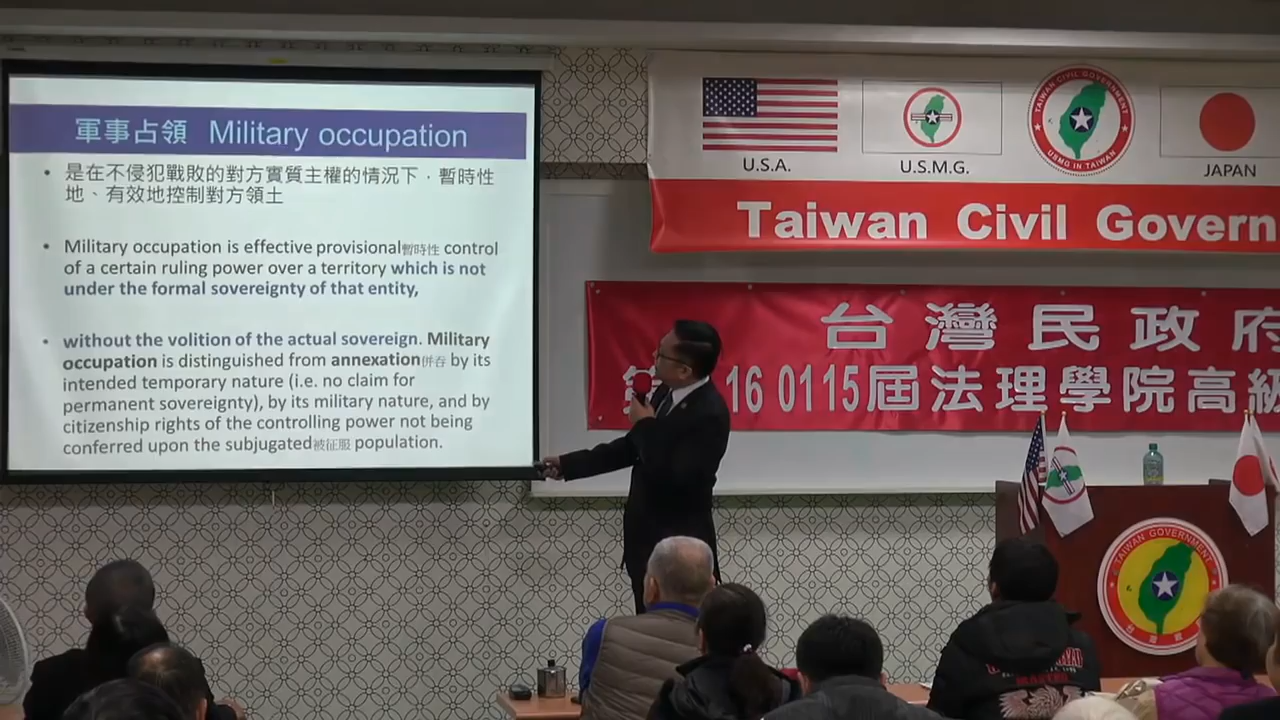 軍事占領 Military occupation
• 是在不侵犯戰敗的對方實質主權的情況下，暫時性
地、有效地控制對方領土
• Military occupation is effective provisional暫時性 control
of a certain ruling power over a territory which is not
under the formal sovereignty of that entity,
• without the volition of the actual sovereign. Military
occupation is distinguished from annexation併吞 by its
intended temporary nature (i.e. no claim for
permanent sovereignty), by its military nature, and by
citizenship rights of the controlling power not being
conferred upon the subjugated被征服 population.
U.S.A.
U.S.M.G.
TAIWAN CIVIL GOVERNMENT
USMG IN TAIWAN
JAPAN
Taiwan Civil Govern
台灣民政府
第 16 0115屆法理學院高級
TAIWAN GOVERNMENT